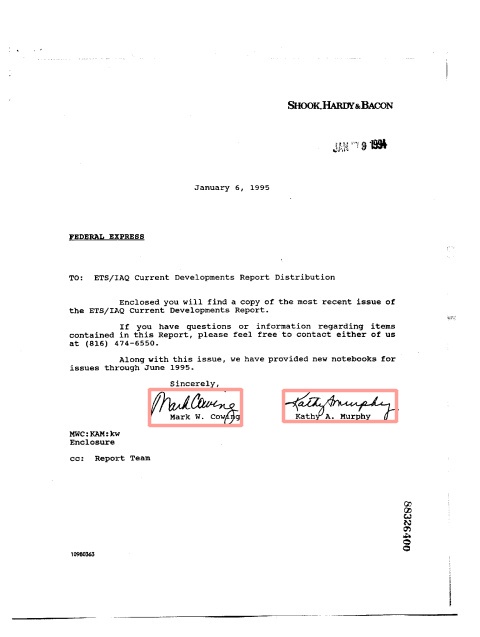 SHOOK, HARDY & BACON
JAN 9 1994
January 6, 1995
FEDERAL EXPRESS
TO: ETS/IAQ Current Developments Report Distribution
Enclosed you will find a copy of the most recent issue of
the ETS/IAQ Current Developments Report.
If you have questions or information regarding items
contained in this Report, please feel free to contact either of us
at (816) 474-6550.
Along with this issue, we have provided new notebooks for
issues through June 1995.
Sincerely,
Mark Cowing Kathy A Murphy
Mark W. Cowing Kathy A. Murphy
MWC:KAM:kw
Enclosure
cc: Report Team
88326400
10980363